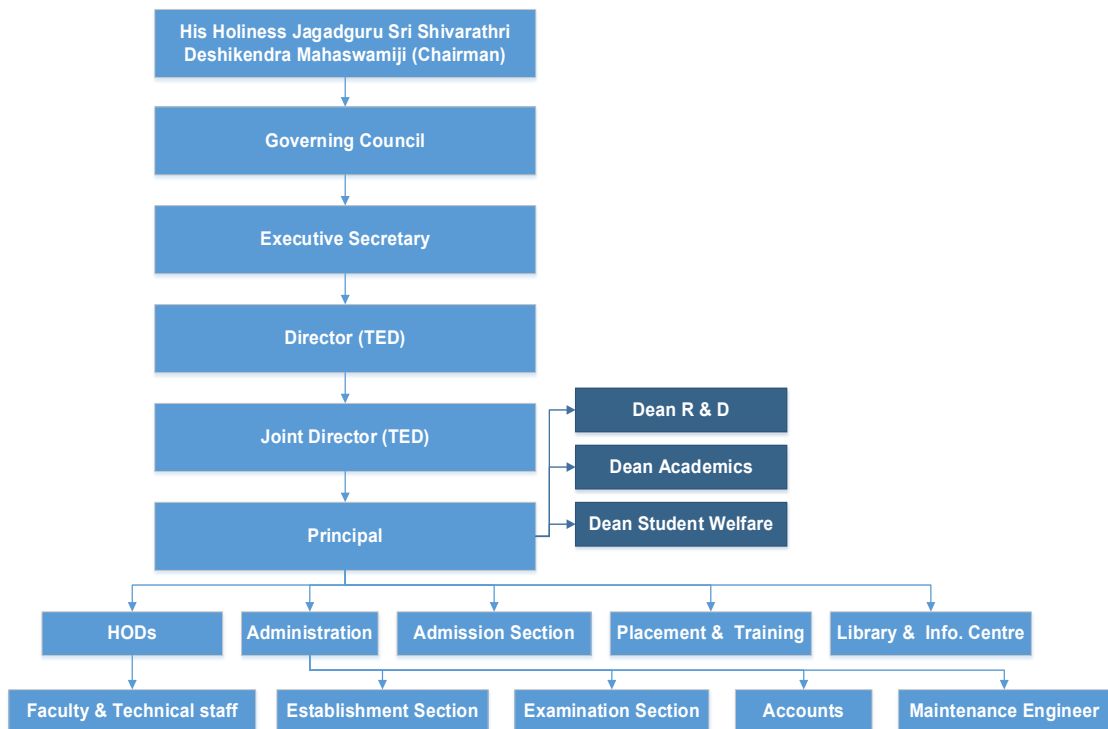 His Holiness Jagadguru Sri Shivarathri
Deshikendra Mahaswamiji (Chairman)
Governing Council
Executive Secretary
Director (TED)
Joint Director (TED)
Principal
Dean R & D
Dean Academics
Dean Student Welfare
HODs
Administration
Admission Section
Placement & Training
Library & Info. Centre
Faculty & Technical staff
Establishment Section
Examination Section
Accounts
Maintenance Engineer